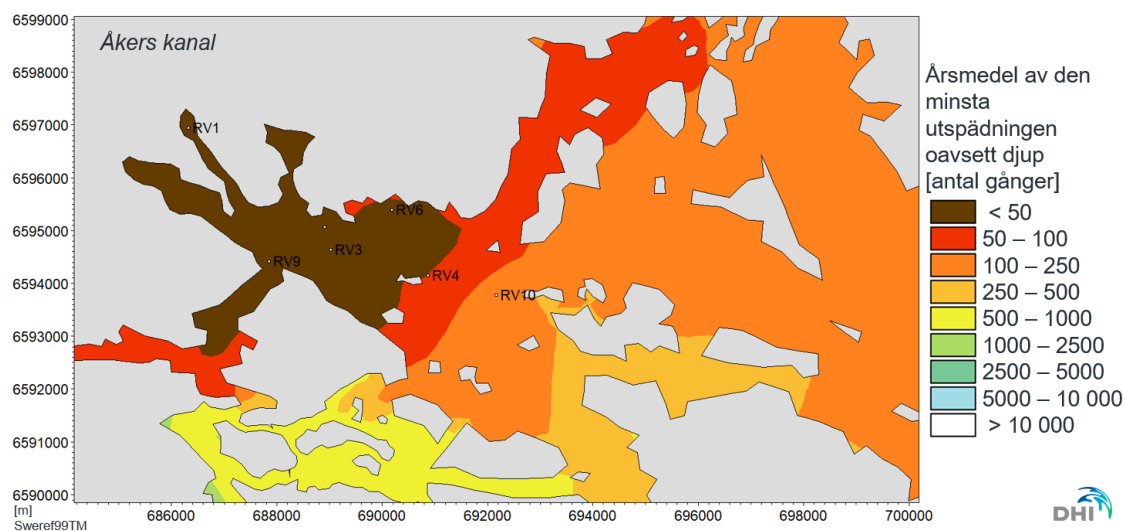 6599000
Åkers kanal
6598000
6597000
RV1
6596000
RV6
6595000
RV3
RV9
6594000
RV4
RV10
6593000
6592000
6591000
6590000
[m]
Sweref99TM
686000 688000 690000 692000 694000 696000 698000 700000
Årsmedel av den
minsta
utspädningen
oavsett djup
[antal gånger]
< 50
50 – 100
100 – 250
250 – 500
500 – 1000
1000 – 2500
2500 – 5000
5000 – 10 000
> 10 000
DHI